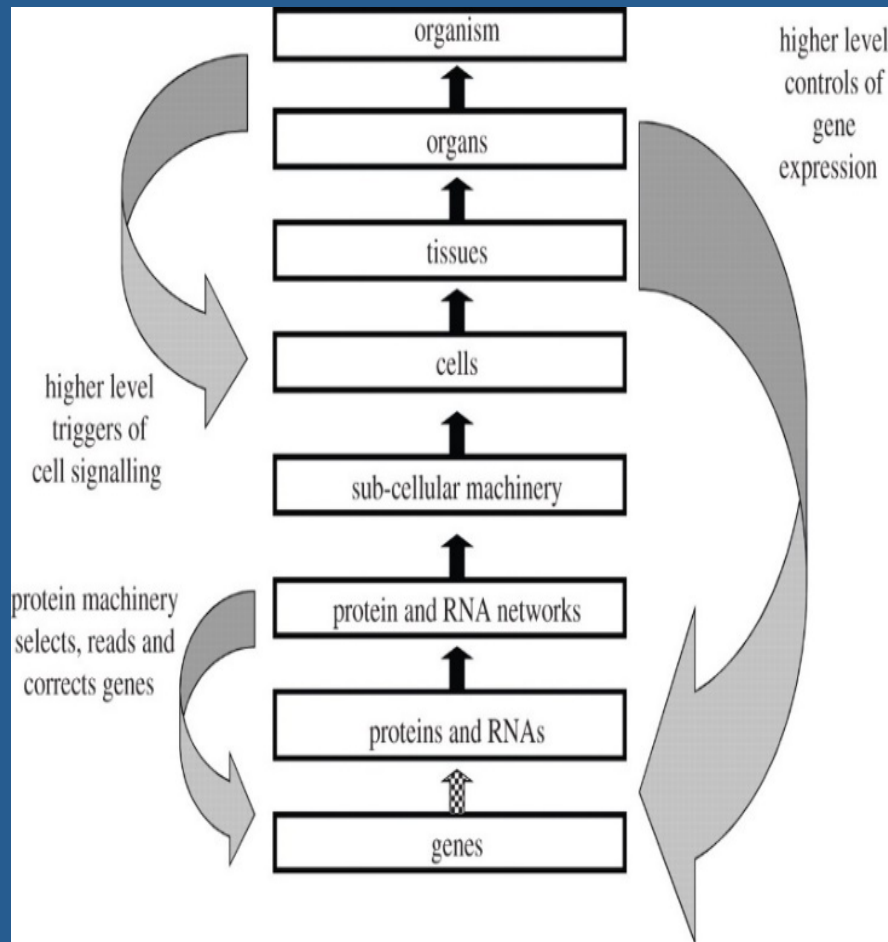 organism
organs
tissues
cells
sub-cellular machinery
protein and RNA networks
proteins and RNAs
genes
higher level
controls of
gene
expression
higher level
triggers of
cell signalling
protein machinery
selects, reads and
corrects genes